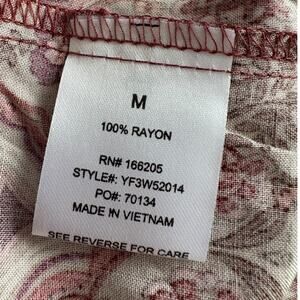 M
100% RAYON
RN# 166205
STYLE#: YF3W52014
PO#: 70134
MADE IN VIETNAM
SEE REVERSE FOR CARE